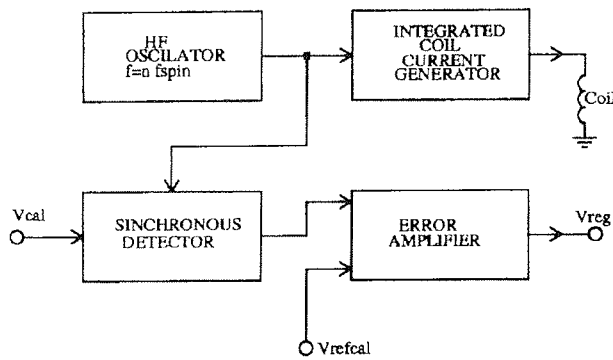 HF
OSCILATOR
f=n fspin
INTEGRATED
COIL
CURRENT
GENERATOR
Coil
Vcal
SINCHRONOUS
DETECTOR
ERROR
AMPLIFIER
Vreg
Vrefcal